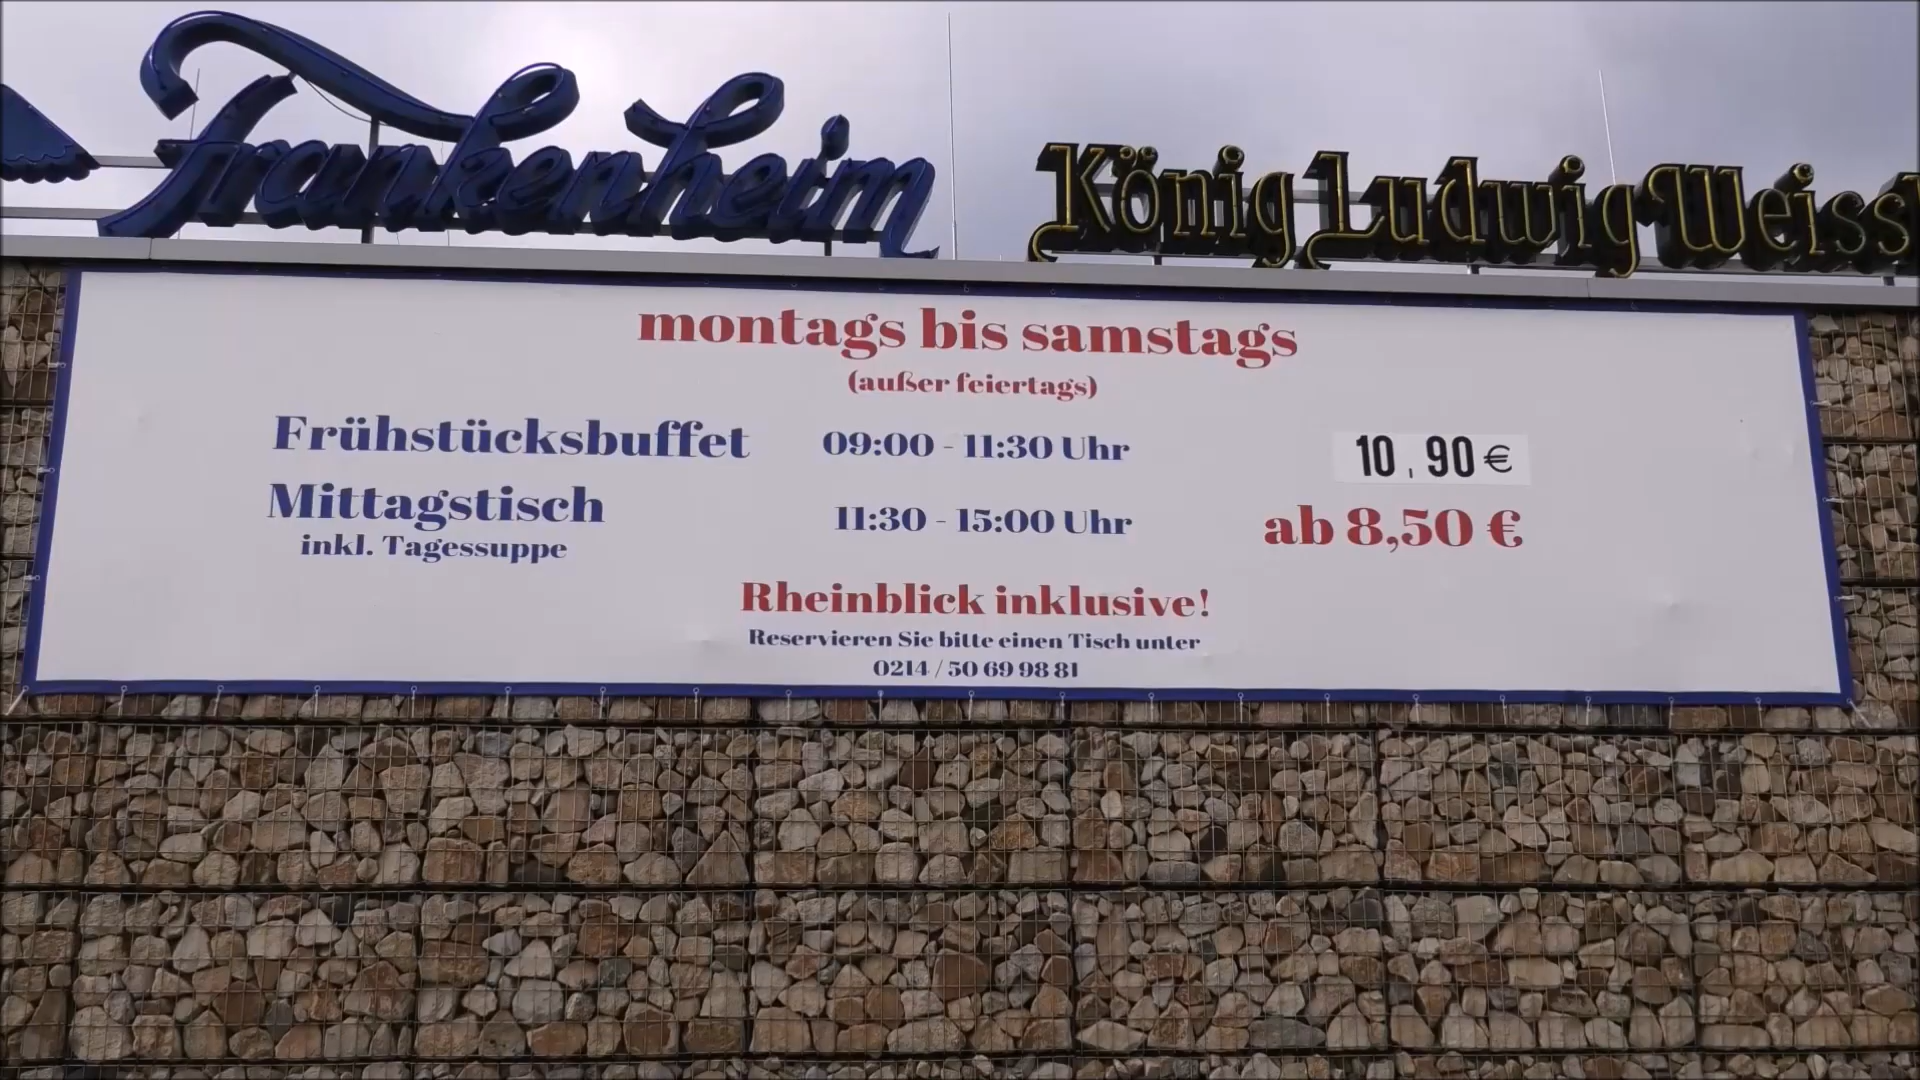 Frankenheim
König Ludwig Weiss
montags bis samstags
(außer feiertags)
Frühstücksbuffet 09:00 - 11:30 Uhr 10,90 €
Mittagstisch 11:30 - 15:00 Uhr ab 8,50 €
inkl. Tagessuppe
Rheinblick inklusive!
Reservieren Sie bitte einen Tisch unter
0214 / 50 69 98 81